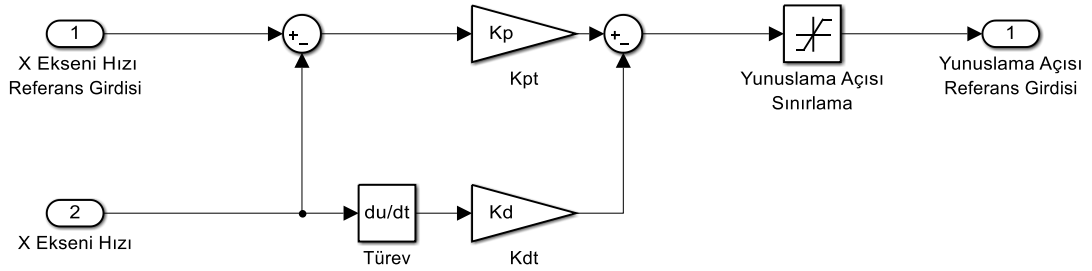 1
X Ekseni Hızı
Referans Girdisi
+
−
Kp
Kpt
+
−
Yunuslama Açısı
Sınırlama
1
Yunuslama Açısı
Referans Girdisi
2
X Ekseni Hızı
du/dt
Türev
Kd
Kdt